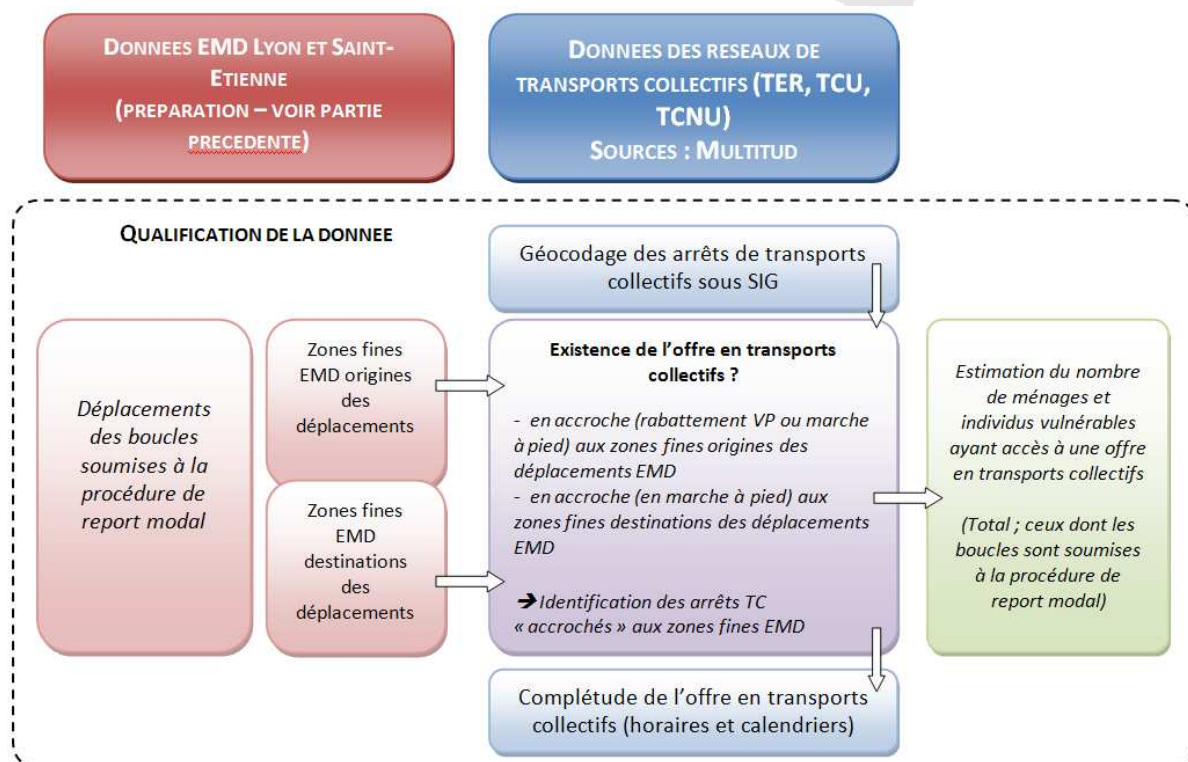 DONNEES EMD LYON ET SAINT-
ETIENNE
(PREPARATION – VOIR PARTIE
PRECEDENTE)
DONNEES DES RESEAUX DE
TRANSPORTS COLLECTIFS (TER, TCU,
TCNU)
SOURCES : MULTITUD
QUALIFICATION DE LA DONNEE
Géocodage des arrêts de transports
collectifs sous SIG
Déplacements
des boucles
soumises à la
procédure de
report modal
Zones fines
EMD origines
des
déplacements
Zones fines
EMD
destinations
des
déplacements
Existence de l’offre en transports
collectifs ?
- en accroche (rabattement VP ou marche
à pied) aux zones fines origines des
déplacements EMD
- en accroche (en marche à pied) aux
zones fines destinations des déplacements
EMD
➔ Identification des arrêts TC
« accrochés » aux zones fines EMD
Estimation du nombre
de ménages et
individus vulnérables
ayant accès à une offre
en transports collectifs
(Total ; ceux dont les
boucles sont soumises
à la procédure de
report modal)
Complétude de l’offre en transports
collectifs (horaires et calendriers)